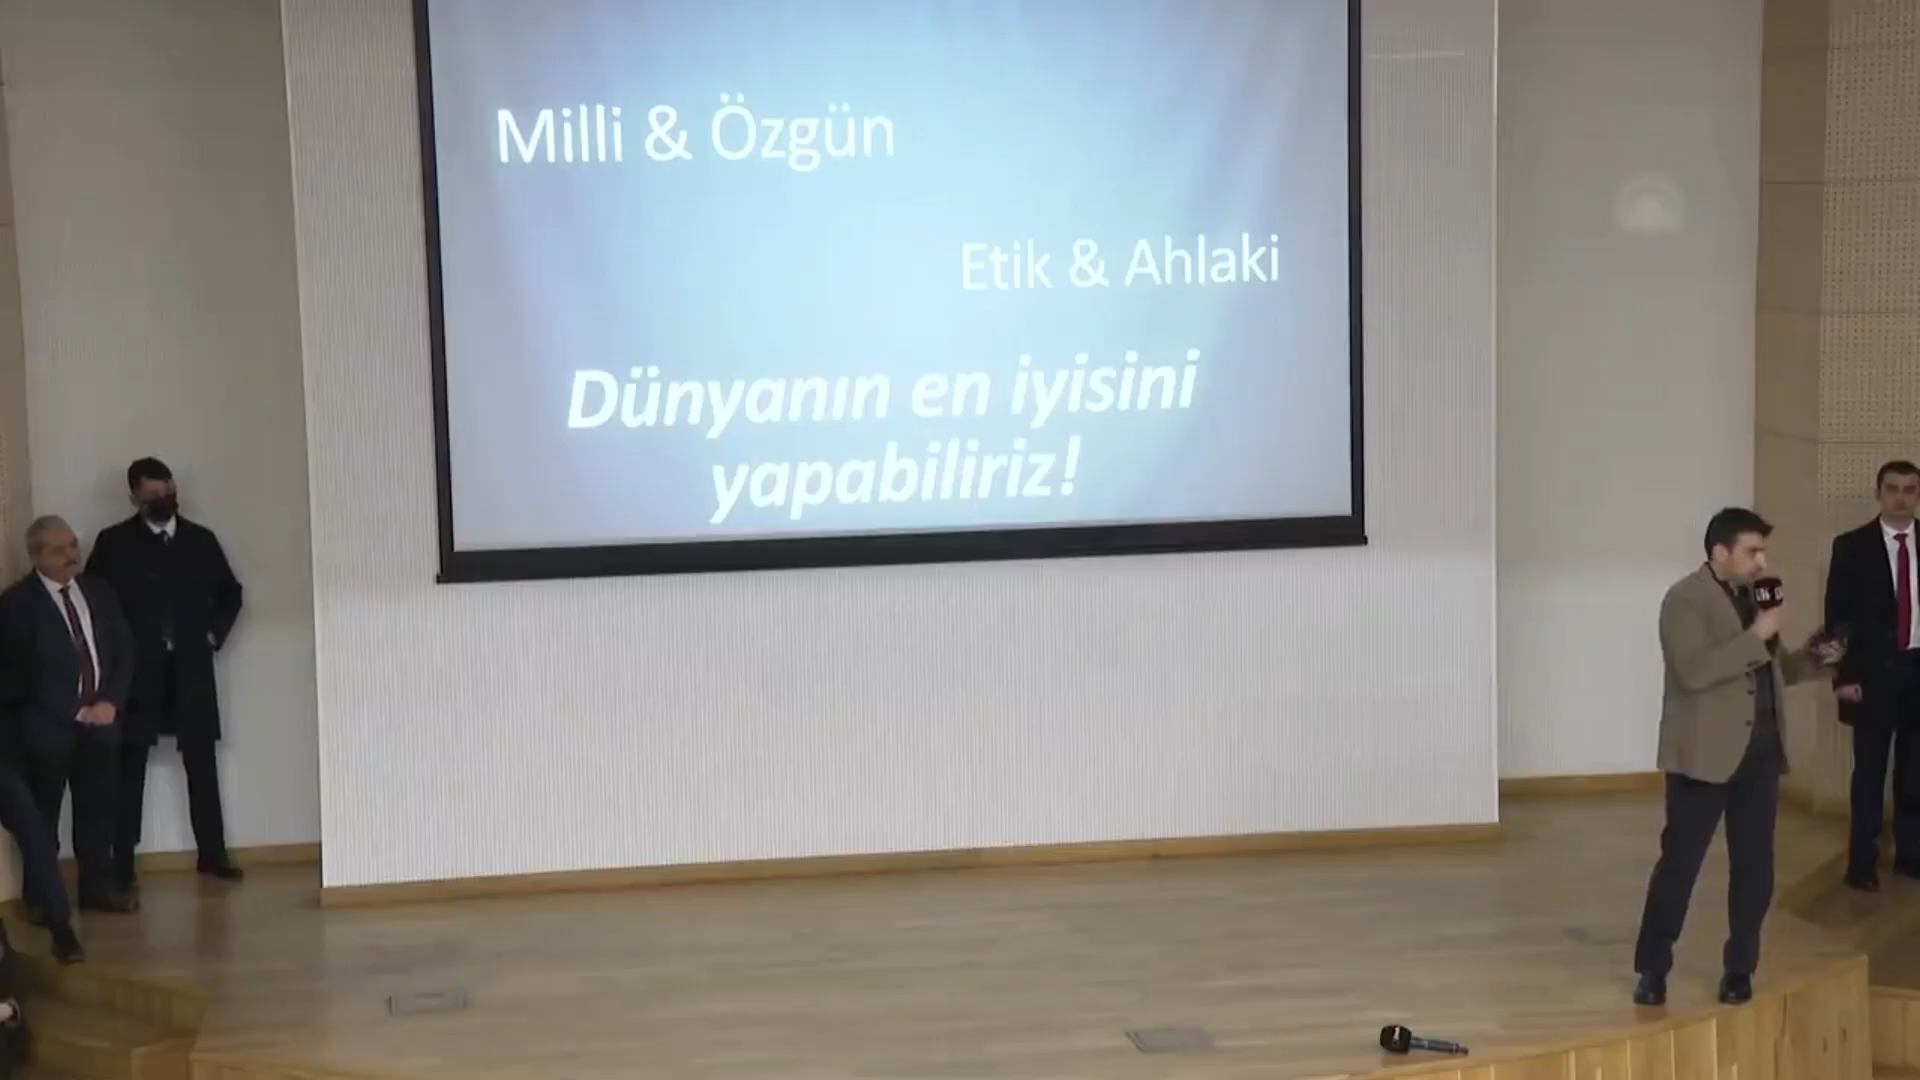 Milli & Özgün
Etik & Ahlaki
Dünyanın en iyisini
yapabiliriz!